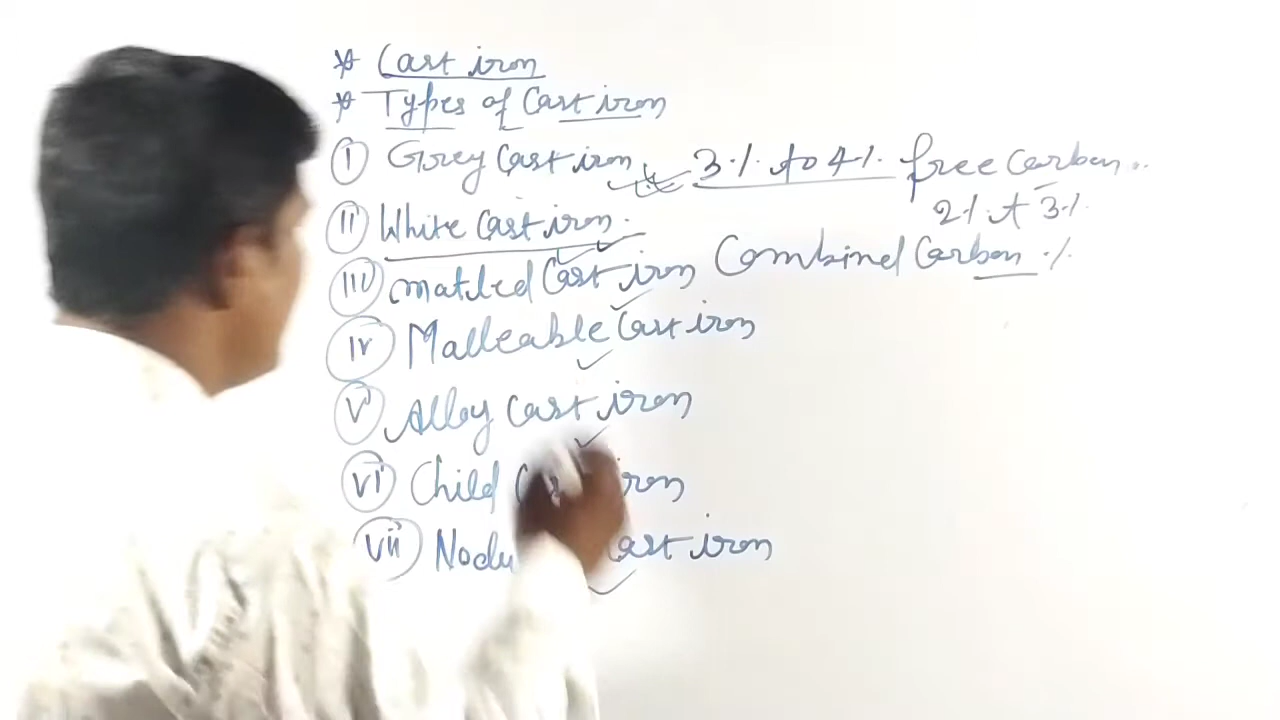 * Cast iron
* Types of Cast iron
I Grey Cast iron 3% to 4% free carbon..
2% to 3%
II White Cast iron.
Combined Carbon %
III matled Cast iron
IV Malleable Cast iron
V Alloy Cast iron
VI Child iron
VII Cast iron